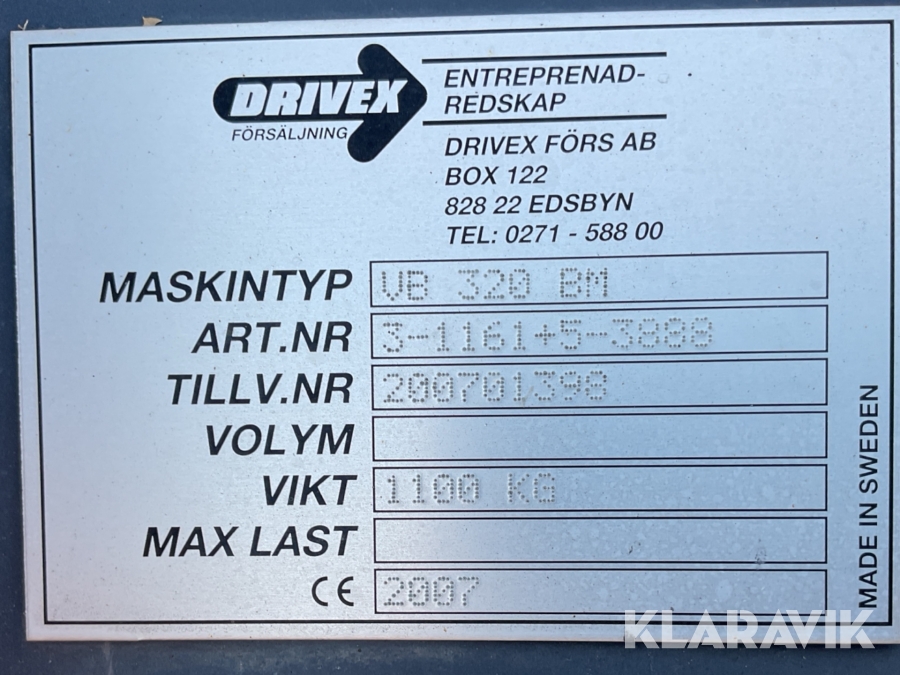 DRIVEX
FÖRSÄLJNING
ENTREPRENAD-
REDSKAP
DRIVEX FÖRS AB
BOX 122
828 22 EDSBYN
TEL: 0271 - 588 00
MASKINTYP VB 320 BM
ART.NR 3-1161+5-3888
TILLV.NR 200701398
VOLYM
VIKT 1100 KG
MAX LAST
CE 2007
MADE IN SWEDEN
KLARAVIK